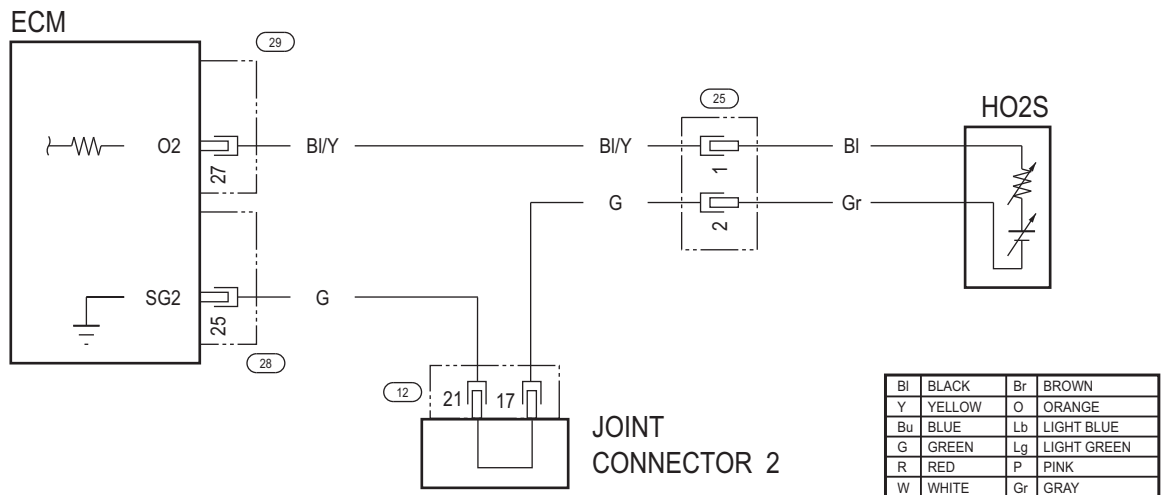 ECM
29
HO2S
25
O2
27
Bl/Y
Bl/Y
1
Bl
G
2
Gr
SG2
25
G
28
12
21
17
JOINT
CONNECTOR 2
Bl BLACK Br BROWN
Y YELLOW O ORANGE
Bu BLUE Lb LIGHT BLUE
G GREEN Lg LIGHT GREEN
R RED P PINK
W WHITE Gr GRAY